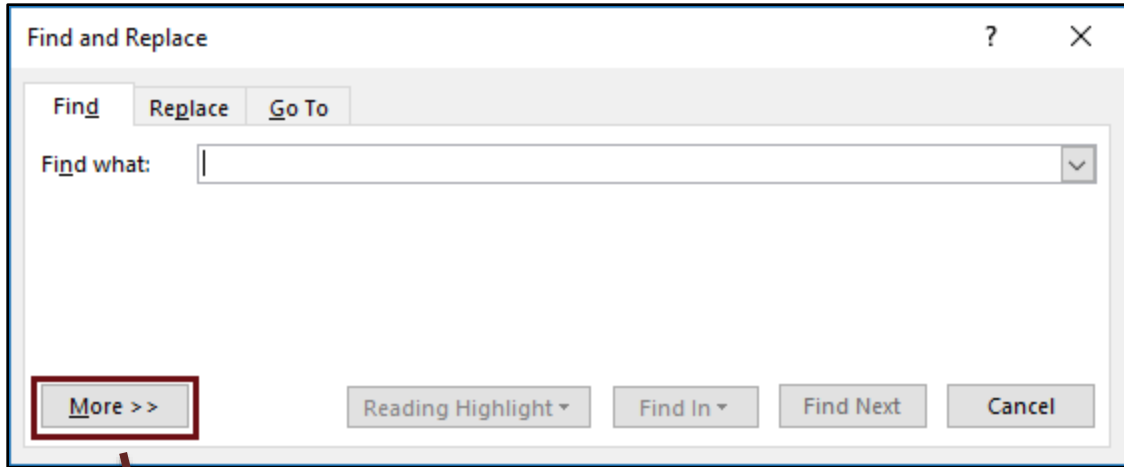 Find and Replace ?
Find Replace Go To
Find what:
More >> Reading Highlight Find In Find Next Cancel